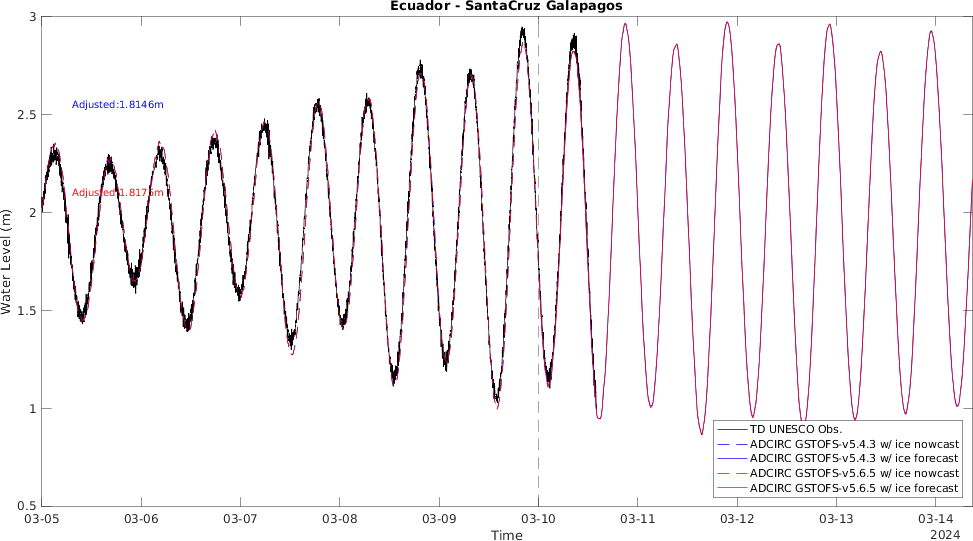 Ecuador - SantaCruz Galapagos
3
2.5
2
1.5
1
0.5
Water Level (m)
Adjusted:1.8146m
Adjusted:1.8175m
TD UNESCO Obs.
ADCIRC GSTOFS-v5.4.3 w/ ice nowcast
ADCIRC GSTOFS-v5.4.3 w/ ice forecast
ADCIRC GSTOFS-v5.6.5 w/ ice nowcast
ADCIRC GSTOFS-v5.6.5 w/ ice forecast
03-05 03-06 03-07 03-08 03-09 03-10 03-11 03-12 03-13 03-14
Time
2024